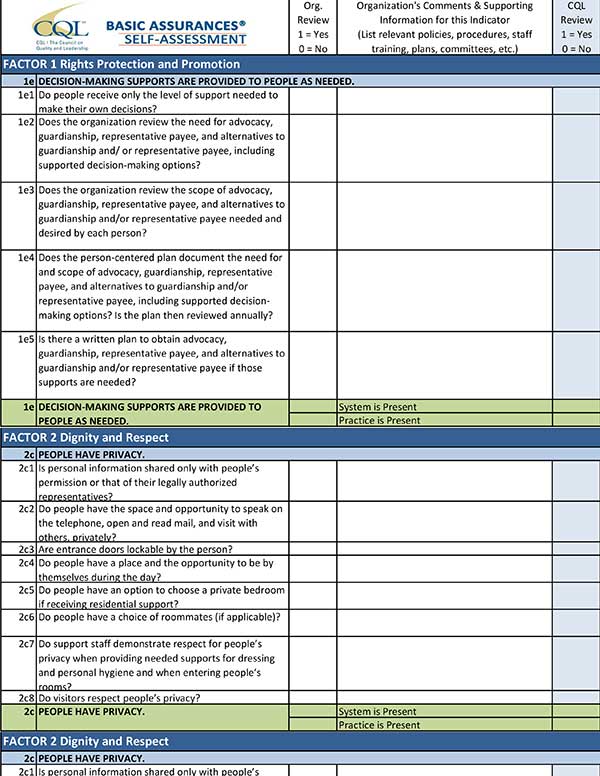 CQL
CQL | The Council on
Quality and Leadership
BASIC ASSURANCES®
SELF-ASSESSMENT
Org.
Review
1 = Yes
0 = No
Organization's Comments & Supporting
Information for this Indicator
(List relevant policies, procedures, staff
training, plans, committees, etc.)
CQL
Review
1 = Yes
0 = No
FACTOR 1 Rights Protection and Promotion
1e DECISION-MAKING SUPPORTS ARE PROVIDED TO PEOPLE AS NEEDED.
1e1 Do people receive only the level of support needed to
make their own decisions?
1e2 Does the organization review the need for advocacy,
guardianship, representative payee, and alternatives to
guardianship and/ or representative payee, including
supported decision-making options?
1e3 Does the organization review the scope of advocacy,
guardianship, representative payee, and alternatives to
guardianship and/or representative payee needed and
desired by each person?
1e4 Does the person-centered plan document the need for
and scope of advocacy, guardianship, representative
payee, and alternatives to guardianship and/or
representative payee, including supported decision-
making options? Is the plan then reviewed annually?
1e5 Is there a written plan to obtain advocacy,
guardianship, representative payee, and alternatives to
guardianship and/or representative payee if those
supports are needed?
1e DECISION-MAKING SUPPORTS ARE PROVIDED TO
PEOPLE AS NEEDED.
System is Present
Practice is Present
FACTOR 2 Dignity and Respect
2c PEOPLE HAVE PRIVACY.
2c1 Is personal information shared only with people's
permission or that of their legally authorized
representatives?
2c2 Do people have the space and opportunity to speak on
the telephone, open and read mail, and visit with
others, privately?
2c3 Are entrance doors lockable by the person?
2c4 Do people have a place and the opportunity to be by
themselves during the day?
2c5 Do people have an option to choose a private bedroom
if receiving residential support?
2c6 Do people have a choice of roommates (if applicable)?
2c7 Do support staff demonstrate respect for people's
privacy when providing needed supports for dressing
and personal hygiene and when entering people's
rooms?
2c8 Do visitors respect people's privacy?
2c PEOPLE HAVE PRIVACY.
System is Present
Practice is Present
FACTOR 2 Dignity and Respect
2c PEOPLE HAVE PRIVACY.
2c1 Is personal information shared only with people's